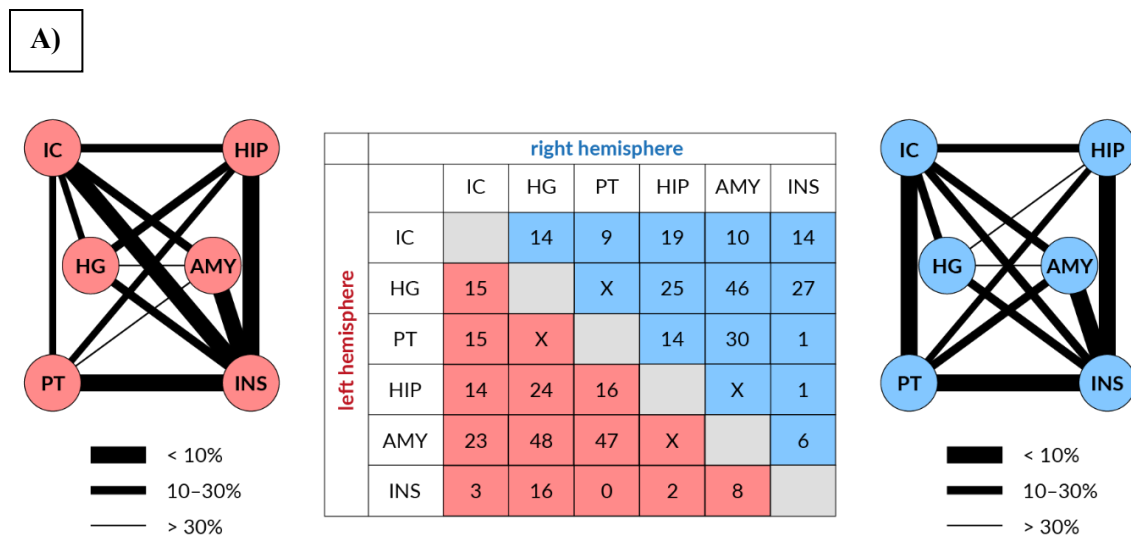 A)
IC
HIP
HG
AMY
PT
INS
< 10%
10–30%
> 30%
right hemisphere
left hemisphere
IC HG PT HIP AMY INS
IC 14 9 19 10 14
HG 15 X 25 46 27
PT 15 X 14 30 1
HIP 14 24 16 X 1
AMY 23 48 47 X 6
INS 3 16 0 2 8
IC
HIP
HG
AMY
PT
INS
< 10%
10–30%
> 30%